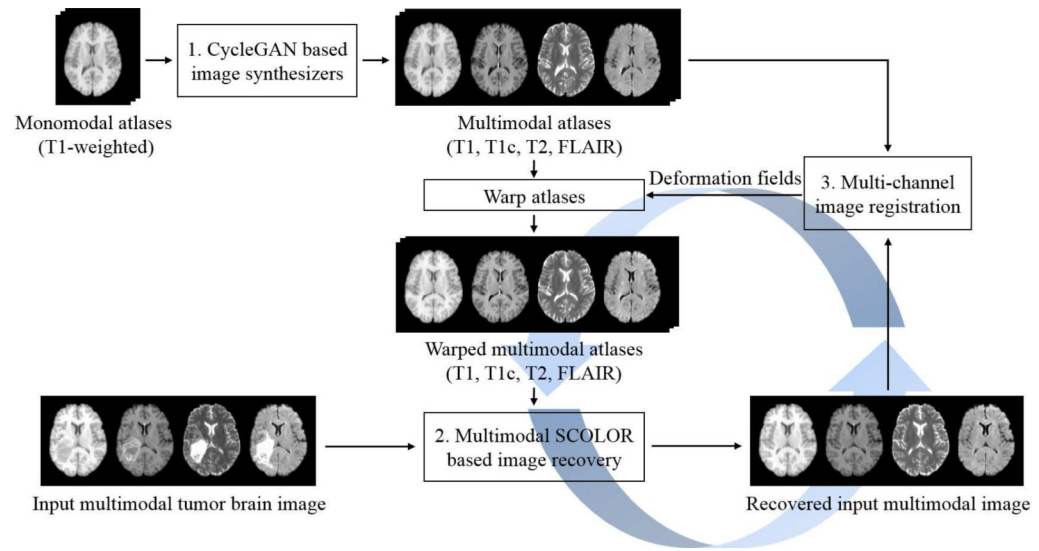 1. CycleGAN based
image synthesizers
Monomodal atlases
(T1-weighted)
Multimodal atlases
(T1, T1c, T2, FLAIR)
Deformation fields
3. Multi-channel
image registration
Warp atlases
Warped multimodal atlases
(T1, T1c, T2, FLAIR)
2. Multimodal SCOLOR
based image recovery
Input multimodal tumor brain image
Recovered input multimodal image